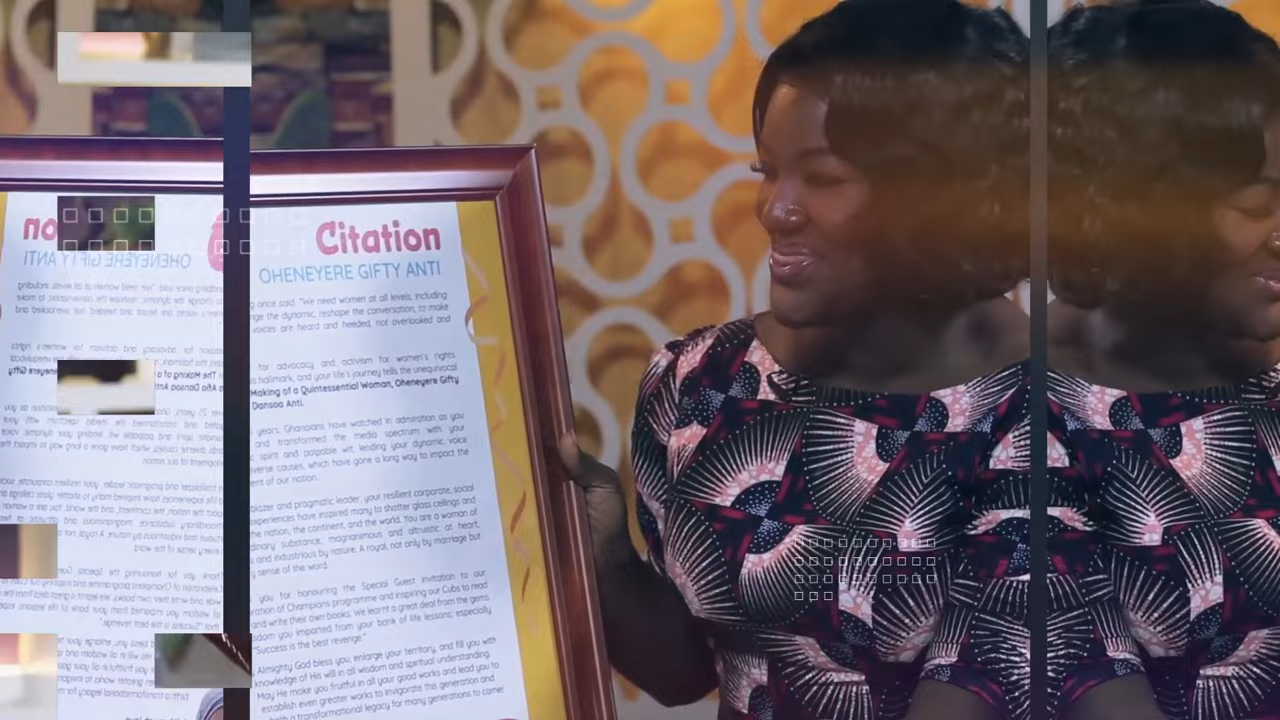 Citation
OHENEYERE GIFTY ANTI
once said, "We need women at all levels, including
the dynamic, reshape the conversation, to make
voices are heard and heeded, not overlooked and
for advocacy and activism for women's rights
hallmark, and your life's journey tells the unequivocal
Making of a Quintessential Woman, Oheneyere Gifty
Dansoa Anti.
years, Ghanaians have watched in admiration as you
and transformed the media spectrum with your
spirit and palpable wit, lending your dynamic voice
causes, which have gone a long way to impact the
of our nation.
and pragmatic leader, your resilient corporate, social
have inspired many to shatter glass ceilings and
the nation, the continent, and the world. You are a woman of
substance, magnanimous and altruistic at heart,
and industrious by nature. A royal, not only by marriage but
sense of the word.
you for honouring the Special Guest invitation to our
of Champions programme and inspiring our Cubs to read
and write their own books. We learnt a great deal from the gems
you imparted from your bank of life lessons; especially,
"Success is the best revenge."
Almighty God bless you, enlarge your territory, and fill you with
knowledge of His will in all wisdom and spiritual understanding.
May He make you fruitful in all your good works and lead you to
establish even greater works to invigorate this generation and
a transformational legacy for many generations to come!